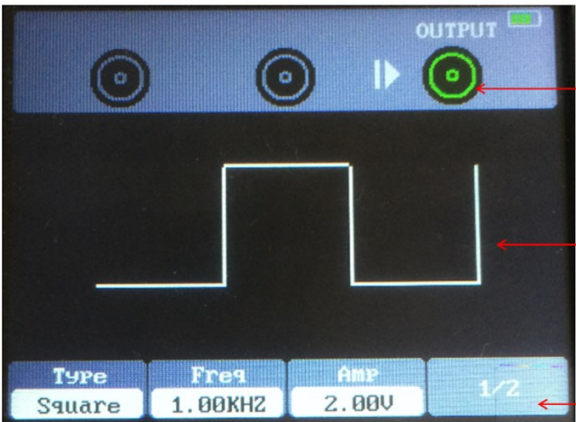 OUTPUT
Type
Freq
Amp
1/2
Square
1.00KHZ
2.00V